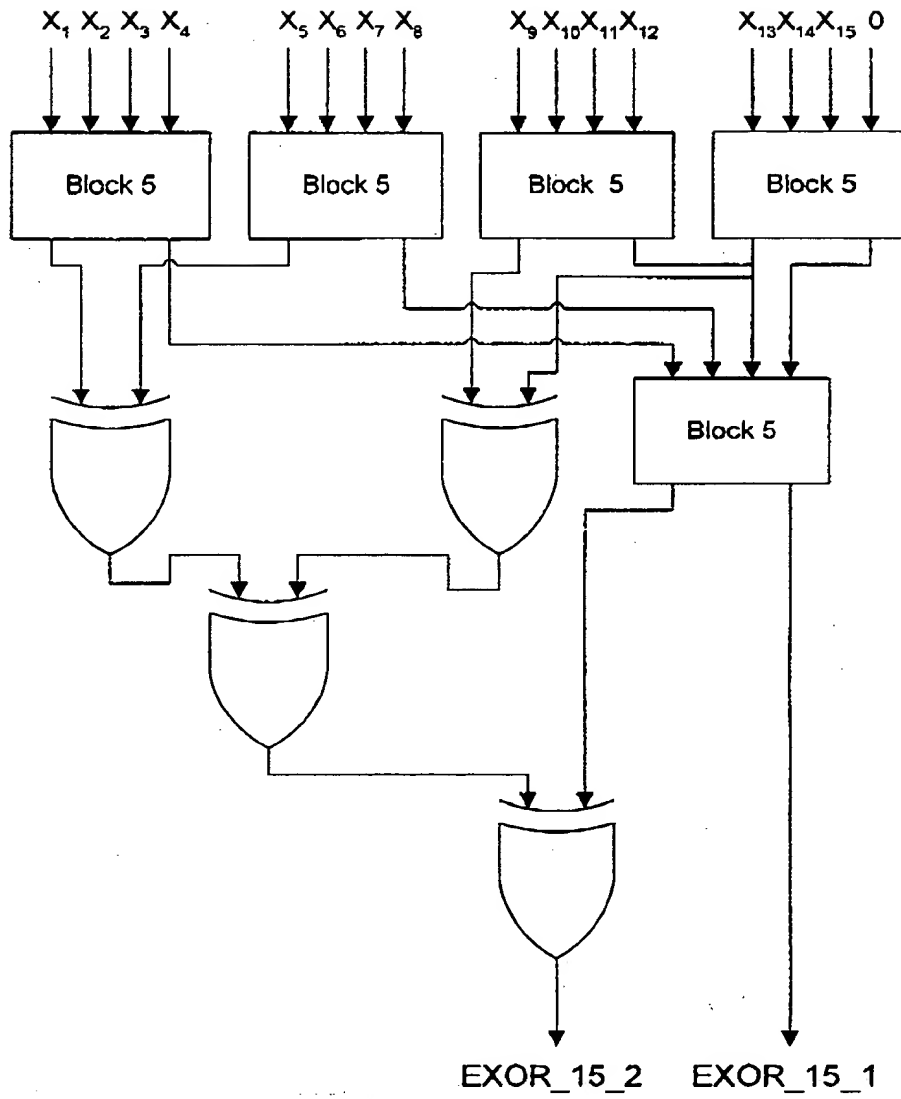 X₁ X₂ X₃ X₄ X₅ X₆ X₇ X₈ X₉ X₁₀ X₁₁ X₁₂ X₁₃ X₁₄ X₁₅ 0
Block 5 Block 5 Block 5 Block 5
Block 5
EXOR_15_2 EXOR_15_1